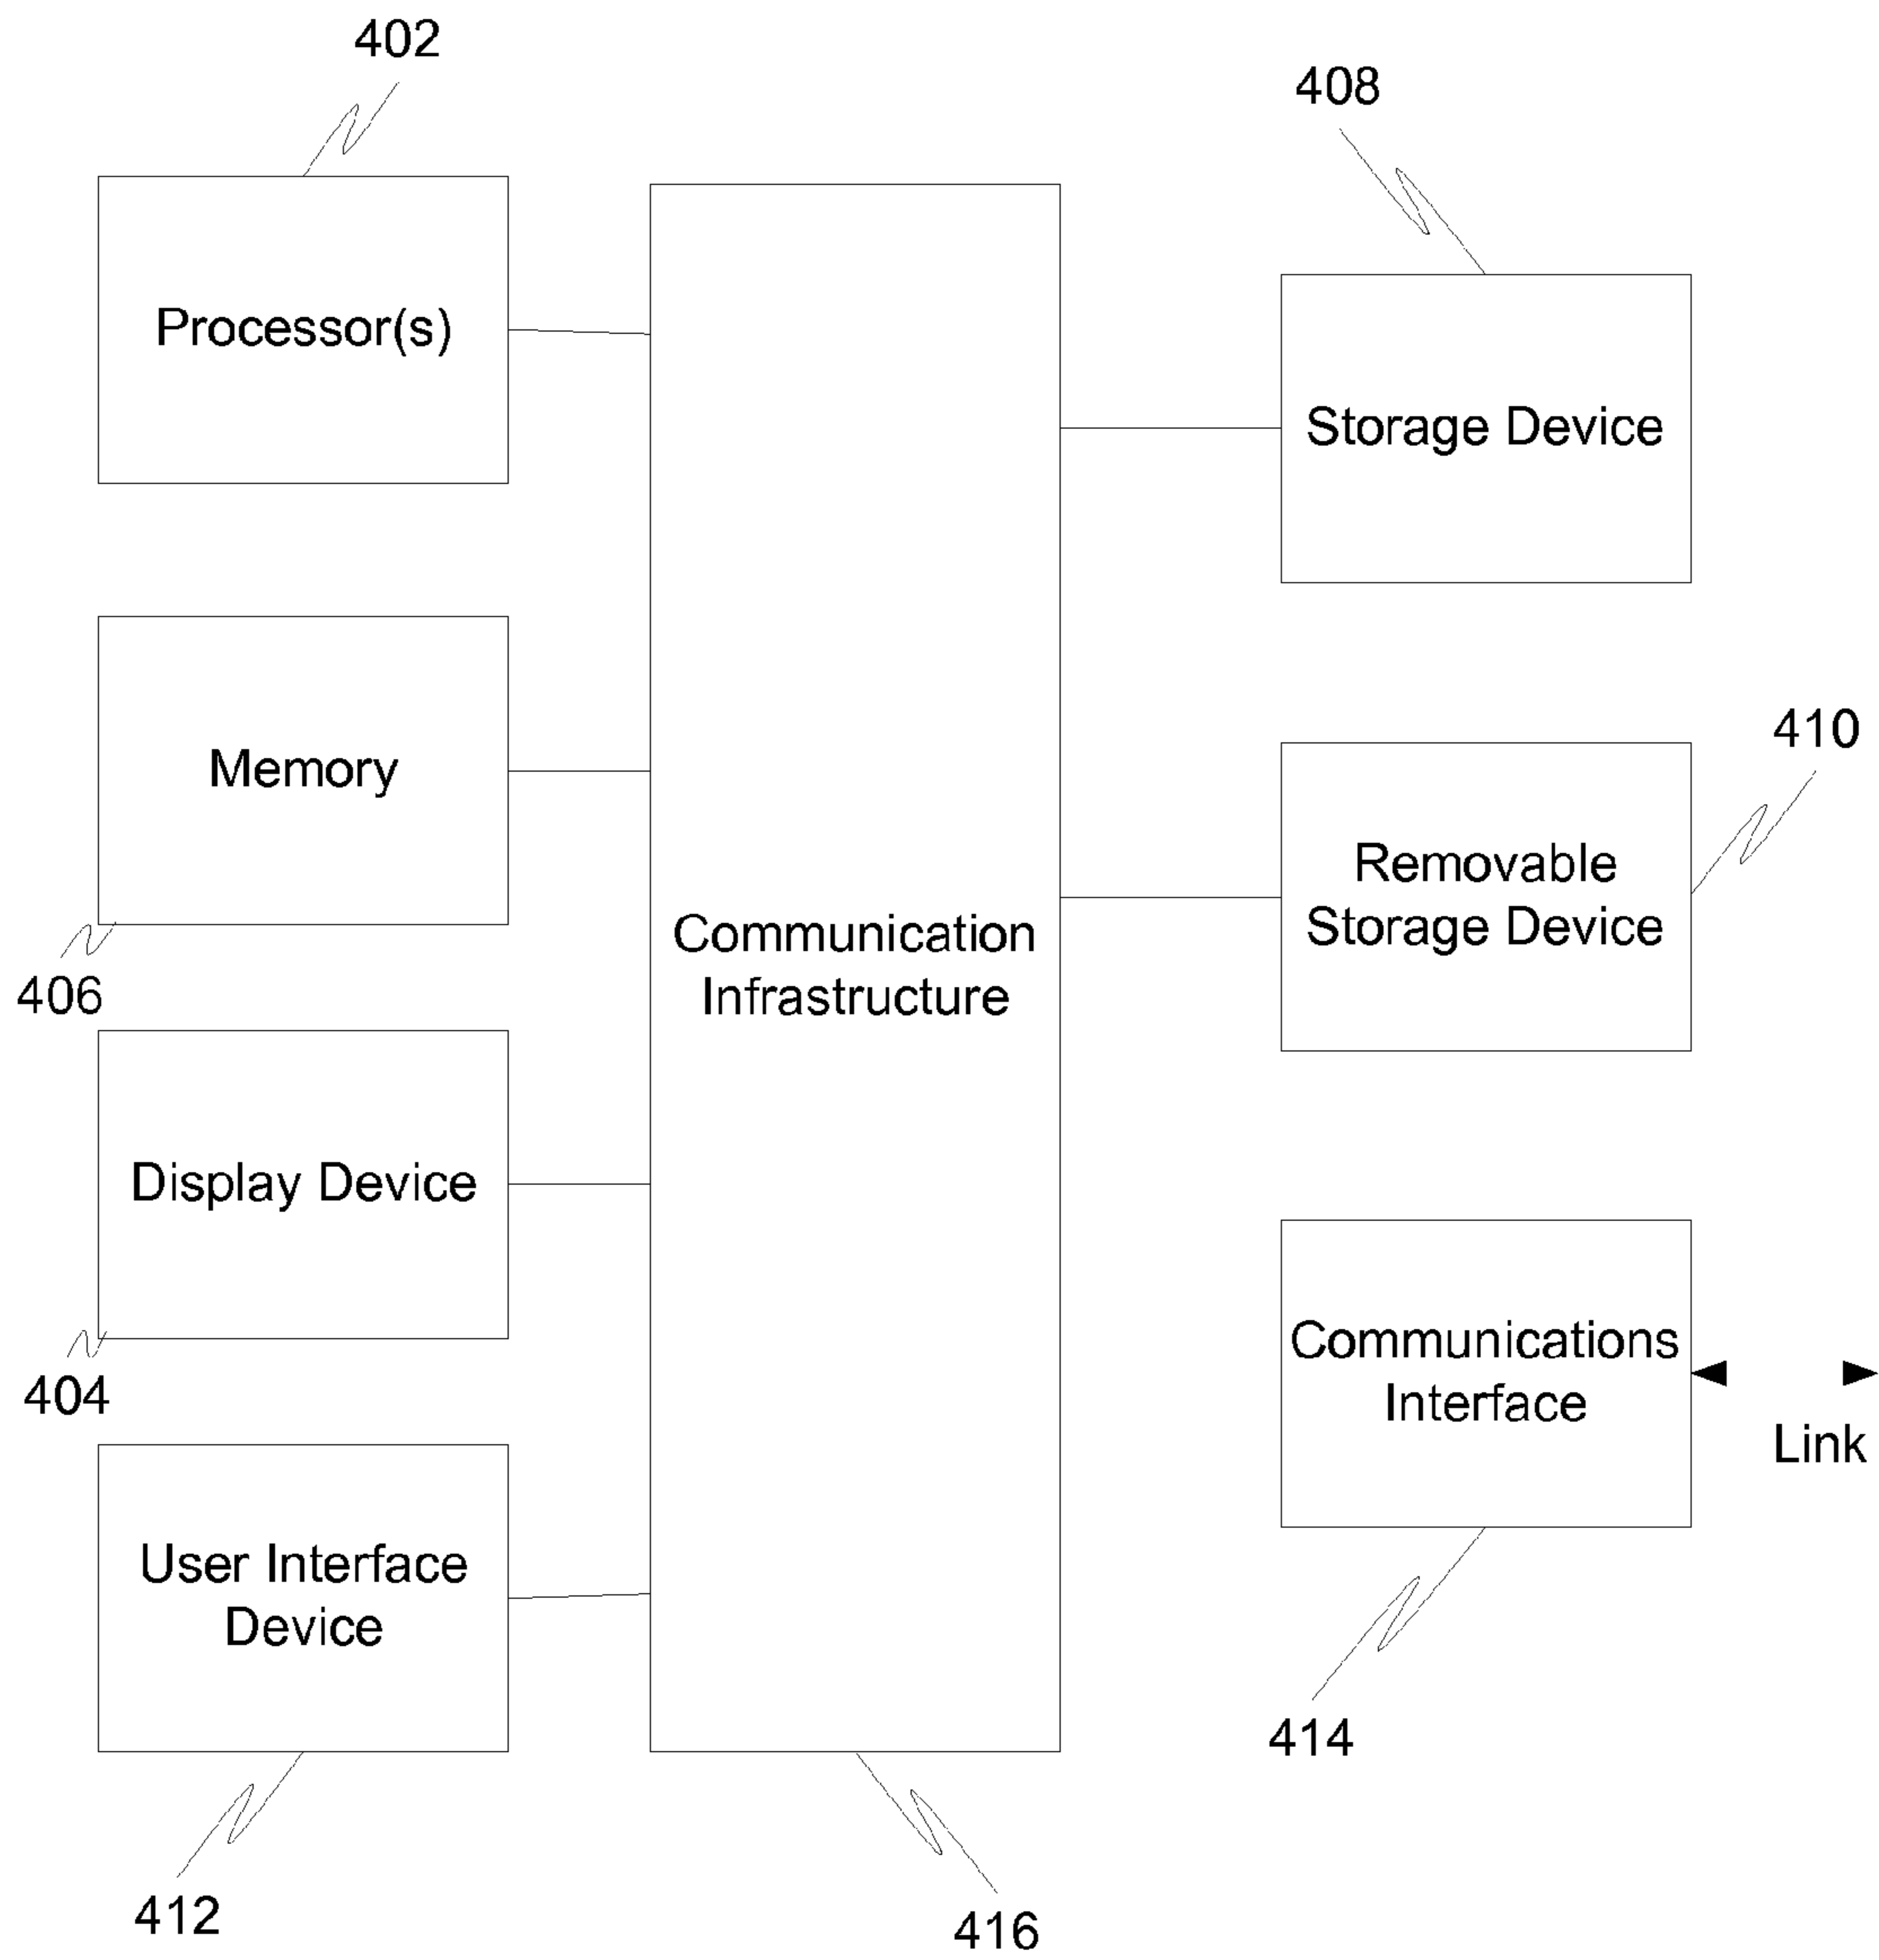 402
408
Processor(s)
Storage Device
Memory
410
Removable
Storage Device
406
Communication
Infrastructure
Display Device
404
Communications
Interface
Link
User Interface
Device
414
412
416